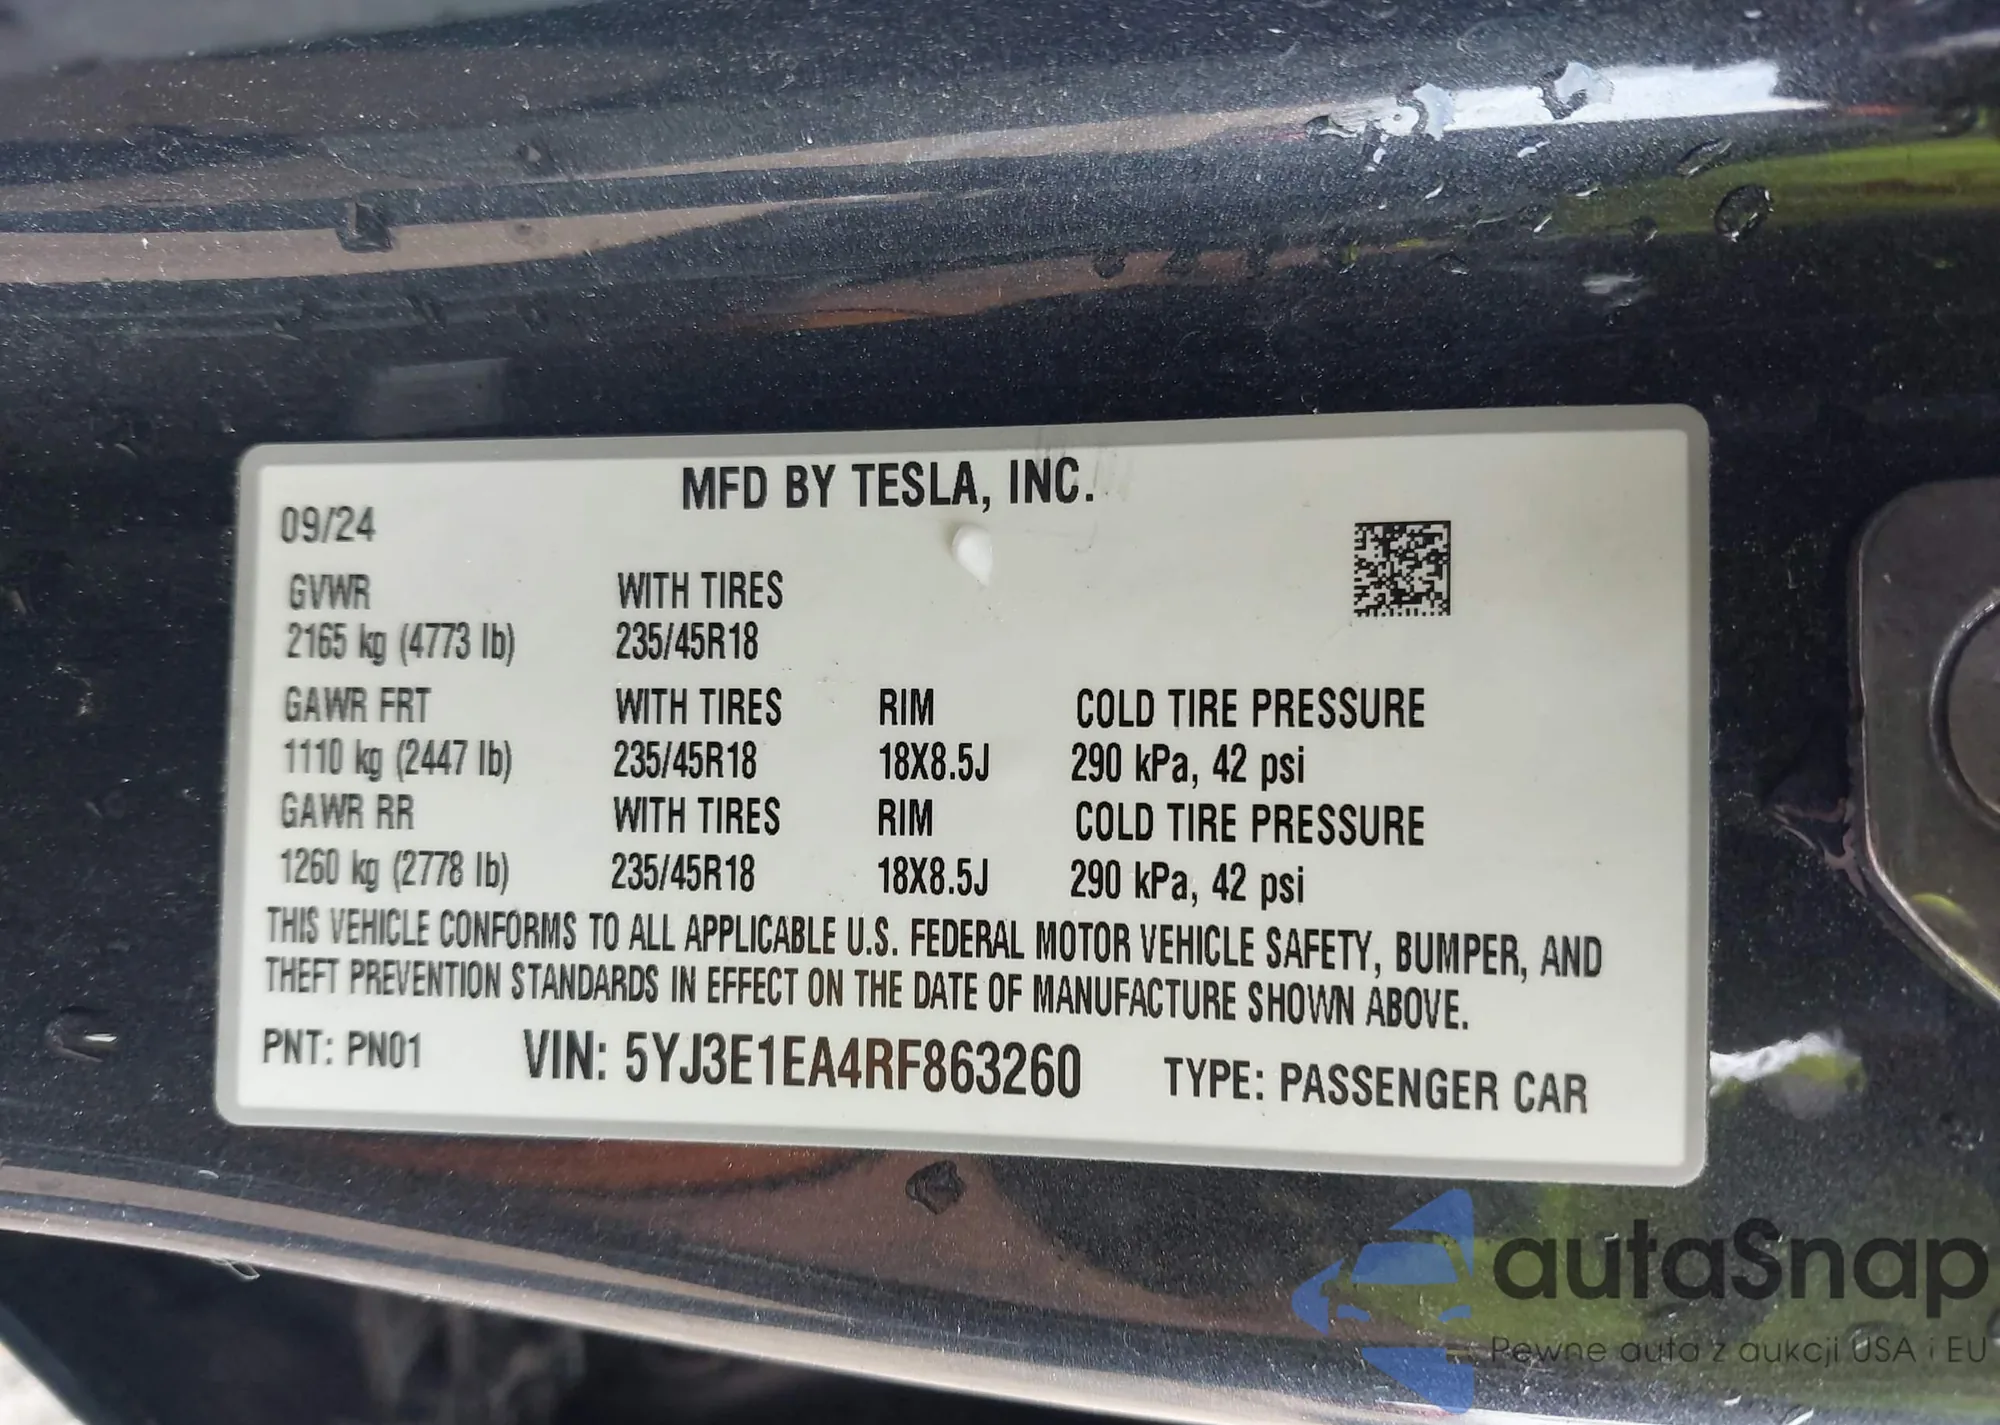 MFD BY TESLA, INC.
09/24
GVWR WITH TIRES
2165 kg (4773 lb) 235/45R18
GAWR FRT WITH TIRES RIM COLD TIRE PRESSURE
1110 kg (2447 lb) 235/45R18 18X8.5J 290 kPa, 42 psi
GAWR RR WITH TIRES RIM COLD TIRE PRESSURE
1260 kg (2778 lb) 235/45R18 18X8.5J 290 kPa, 42 psi
THIS VEHICLE CONFORMS TO ALL APPLICABLE U.S. FEDERAL MOTOR VEHICLE SAFETY, BUMPER, AND
THEFT PREVENTION STANDARDS IN EFFECT ON THE DATE OF MANUFACTURE SHOWN ABOVE.
PNT: PN01 VIN: 5YJ3E1EA4RF863260 TYPE: PASSENGER CAR
autaSnap
Pewne auta z aukcji USA i EU